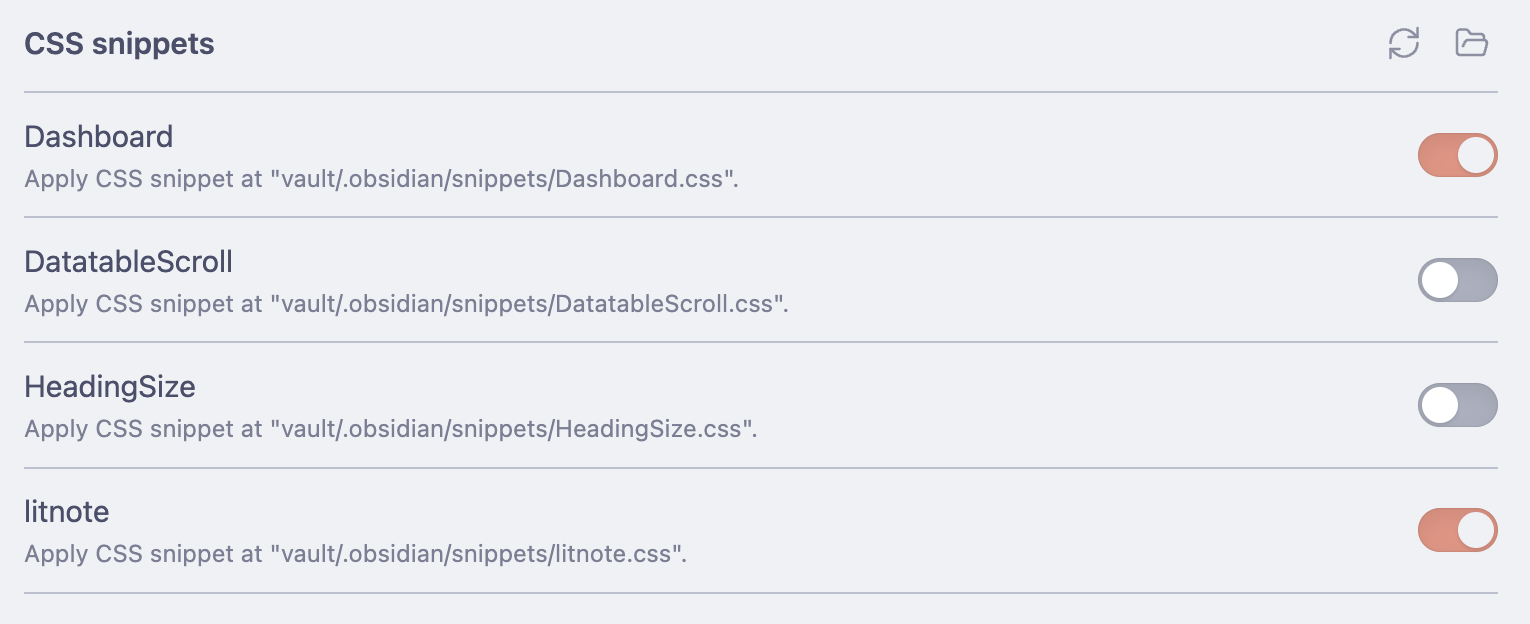 CSS snippets
Dashboard
Apply CSS snippet at "vault/.obsidian/snippets/Dashboard.css".
DatatableScroll
Apply CSS snippet at "vault/.obsidian/snippets/DatatableScroll.css".
HeadingSize
Apply CSS snippet at "vault/.obsidian/snippets/HeadingSize.css".
litnote
Apply CSS snippet at "vault/.obsidian/snippets/litnote.css".